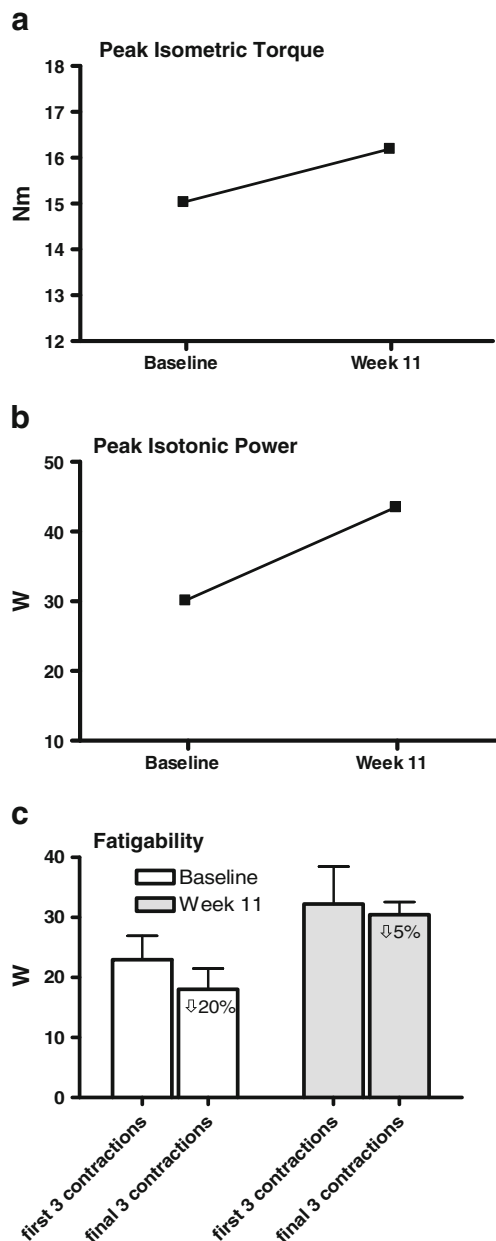 a
Peak Isometric Torque
18
17
16
15
14
13
12
Nm
Baseline Week 11
b
Peak Isotonic Power
50
40
30
20
10
W
Baseline Week 11
c
Fatigability
40
30
20
10
0
W
Baseline
Week 11
⇩20%
⇩5%
first 3 contractions
final 3 contractions
first 3 contractions
final 3 contractions